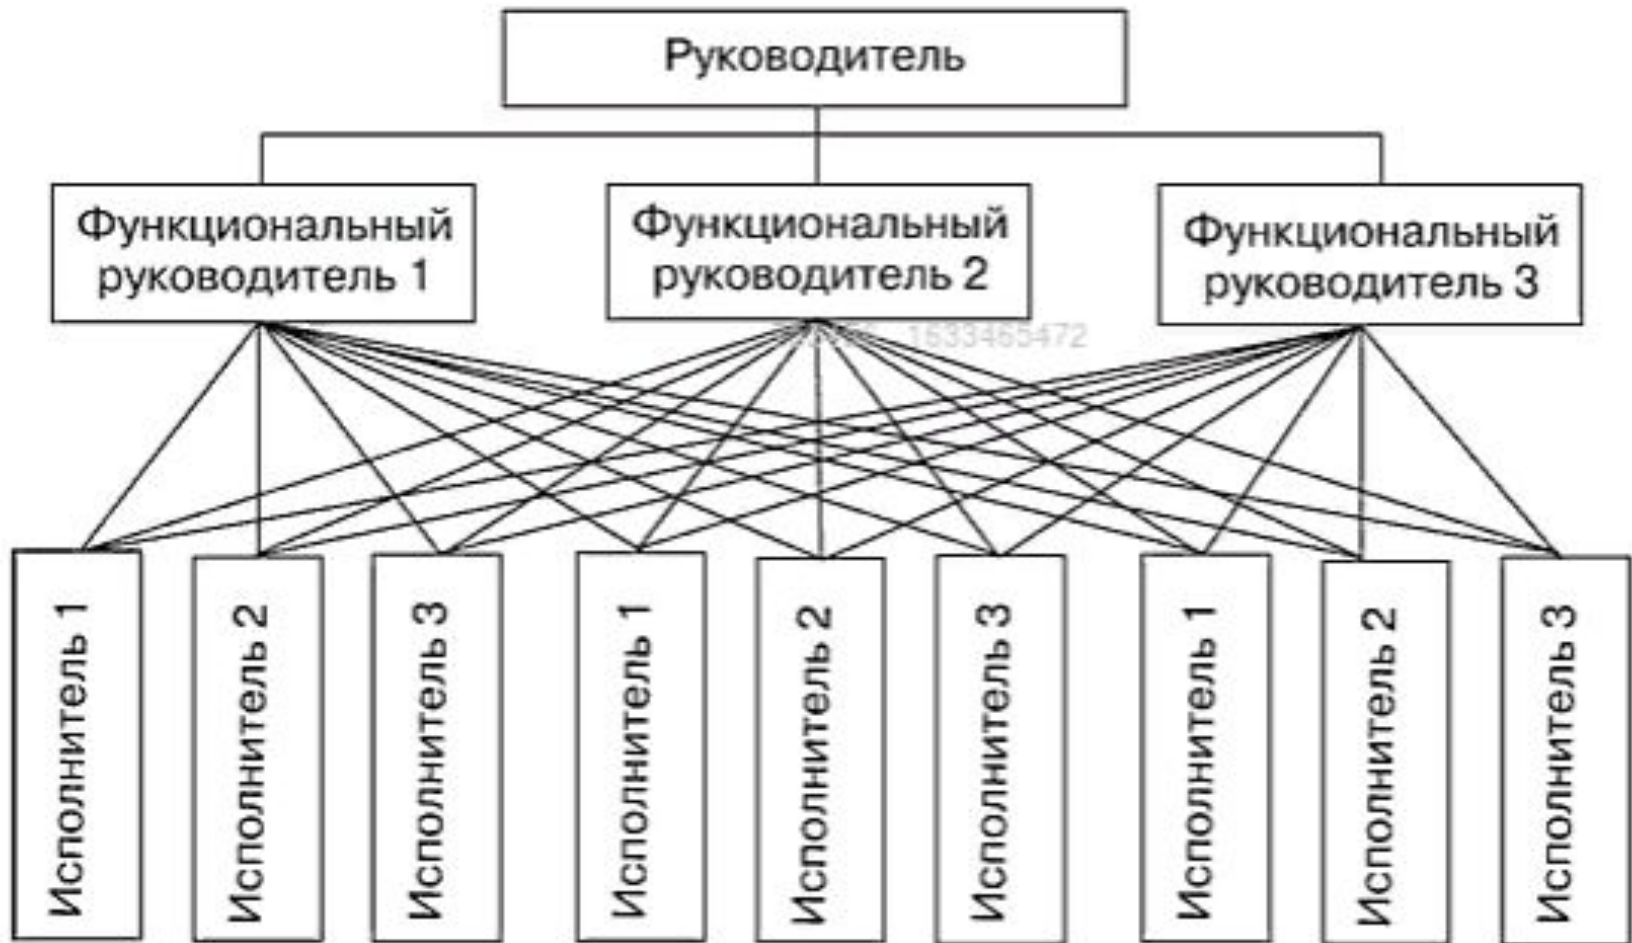 Руководитель
Функциональный
руководитель 1
Функциональный
руководитель 2
Функциональный
руководитель 3
1533465472
Исполнитель 1
Исполнитель 2
Исполнитель 3
Исполнитель 1
Исполнитель 2
Исполнитель 3
Исполнитель 1
Исполнитель 2
Исполнитель 3